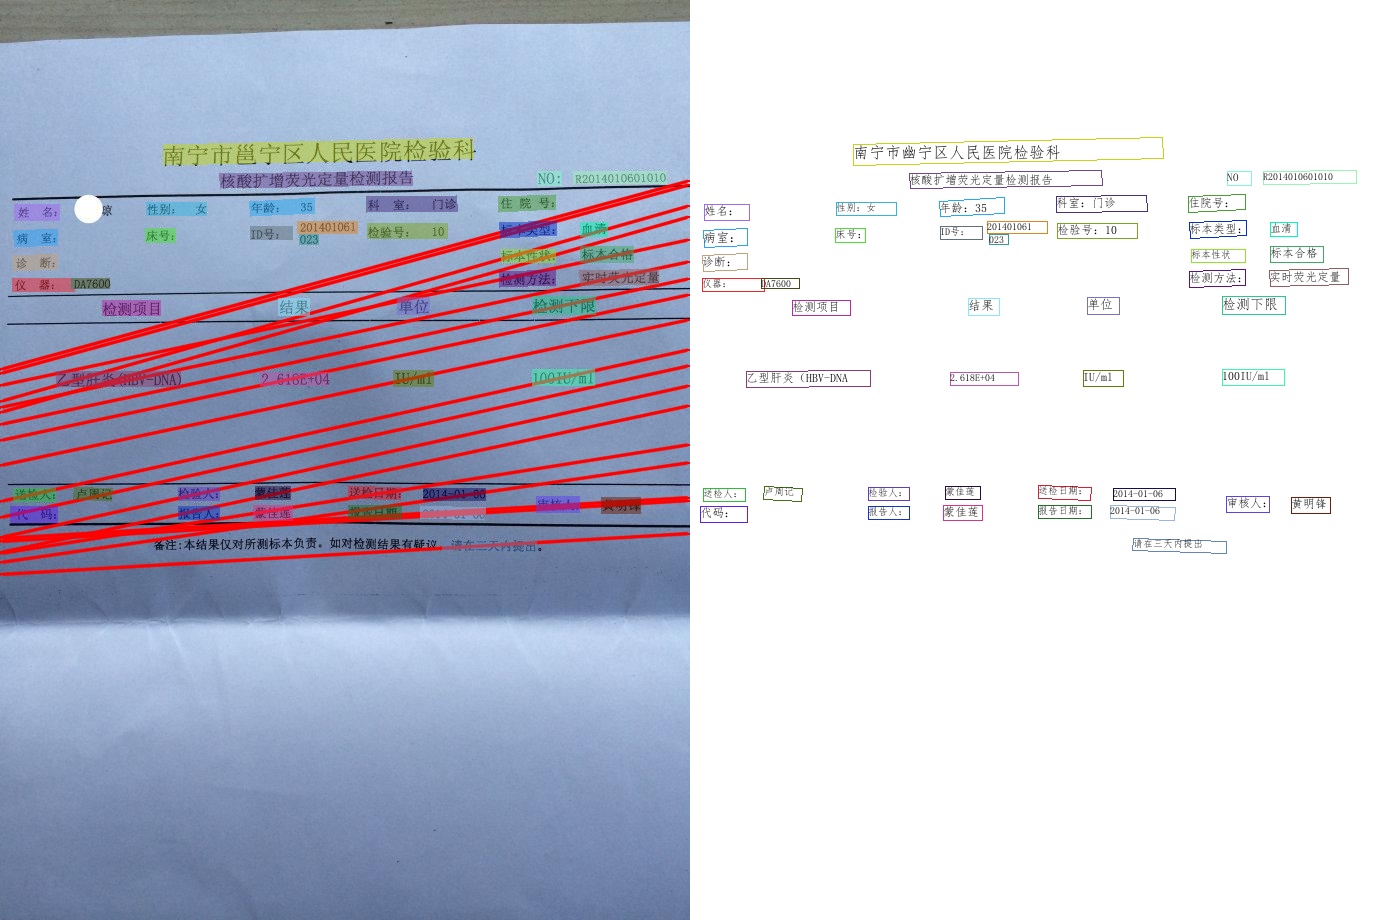 南宁市邕宁区人民医院检验科
核酸扩增荧光定量检测报告 NO: R2014010601010
姓 名: 性别: 女 年龄: 35 科 室: 门诊 住 院 号:
病 室: 床号: ID号: 201401061023 检验号: 10 标本类型: 血清
诊 断: 标本性状: 标本合格
仪 器: DA7600 检测方法: 实时荧光定量
检测项目 结果 单位 检测下限
乙型肝炎(HBV-DNA) 2.618E+04 IU/ml 100IU/ml
送检人: 卢周记 检验人: 蒙佳莲 送检日期: 2014-01-06 审核人: 黄明锋
代 码: 报告人: 蒙佳莲 报告日期: 2014-01-06
备注:本结果仅对所测标本负责。如对检测结果有疑议，请在三天内提出。
南宁市幽宁区人民医院检验科
核酸扩增荧光定量检测报告 NO R2014010601010
姓名: 性别: 女 年龄: 35 科室: 门诊 住院号:
病室: 床号: ID号: 201401061 023 检验号: 10 标本类型: 血清
诊断: 标本性状 标本合格
仪器: DA7600 检测方法: 实时荧光定量
检测项目 结果 单位 检测下限
乙型肝炎(HBV-DNA 2.618E+04 IU/ml 100IU/ml
送检人: 卢周记 检验人: 蒙佳莲 送检日期: 2014-01-06 审核人: 黄明锋
代码: 报告人: 蒙佳莲 报告日期: 2014-01-06
请在三天内提出